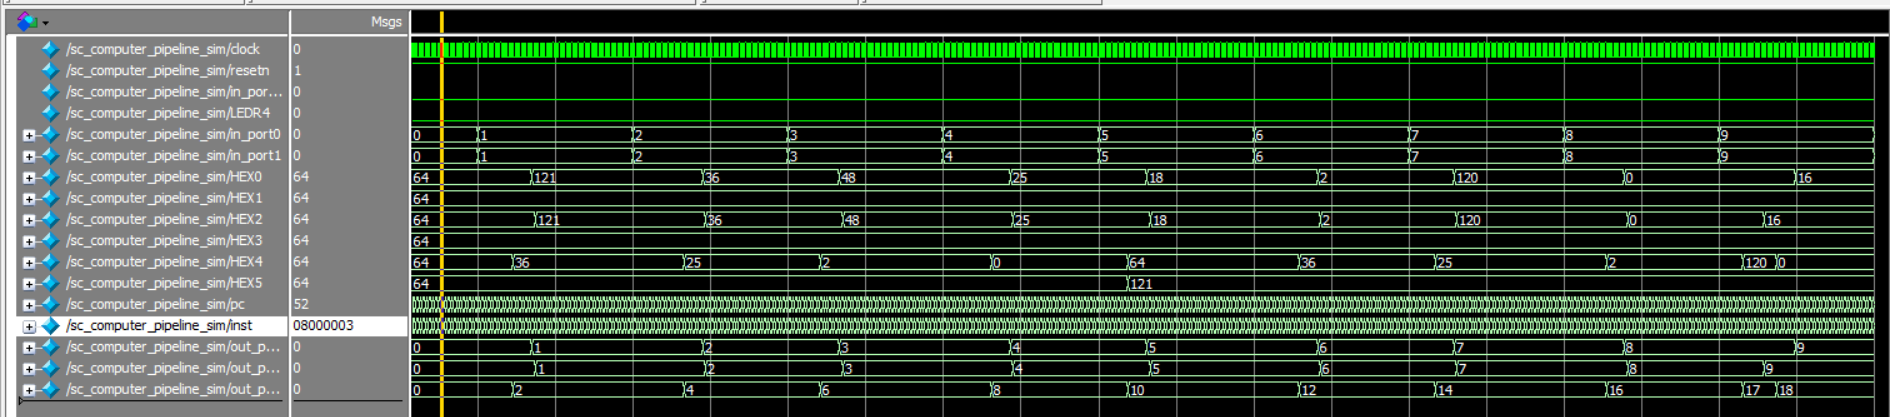 Msgs
/sc_computer_pipeline_sim/clock 0
/sc_computer_pipeline_sim/resetn 1
/sc_computer_pipeline_sim/in_por... 0
/sc_computer_pipeline_sim/LEDR4 0
/sc_computer_pipeline_sim/in_port0 0 0 1 2 3 4 5 6 7 8 9
/sc_computer_pipeline_sim/in_port1 0 0 1 2 3 4 5 6 7 8 9
/sc_computer_pipeline_sim/HEX0 64 64 121 36 48 25 18 2 120 0 16
/sc_computer_pipeline_sim/HEX1 64 64
/sc_computer_pipeline_sim/HEX2 64 64 121 36 48 25 18 2 120 0 16
/sc_computer_pipeline_sim/HEX3 64 64
/sc_computer_pipeline_sim/HEX4 64 64 36 25 2 0 64 36 25 2 120 0
/sc_computer_pipeline_sim/HEX5 64 64 121
/sc_computer_pipeline_sim/pc 52
/sc_computer_pipeline_sim/inst 08000003
/sc_computer_pipeline_sim/out_p... 0 0 1 2 3 4 5 6 7 8 9
/sc_computer_pipeline_sim/out_p... 0 0 1 2 3 4 5 6 7 8 9
/sc_computer_pipeline_sim/out_p... 0 0 2 4 6 8 10 12 14 16 17 18